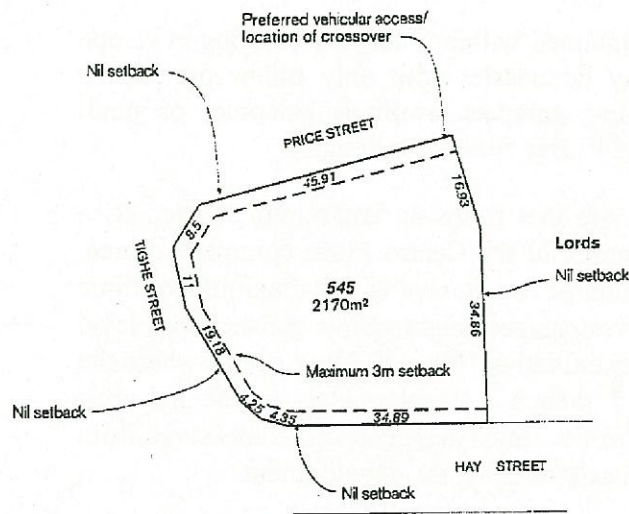 Preferred vehicular access/
location of crossover
Nil setback
PRICE STREET
45.91
16.93
8.5
TIGHE STREET
11
545
2170m²
Lords
Nil setback
34.86
19.18
Maximum 3m setback
Nil setback
4.25
4.35
34.89
HAY STREET
Nil setback